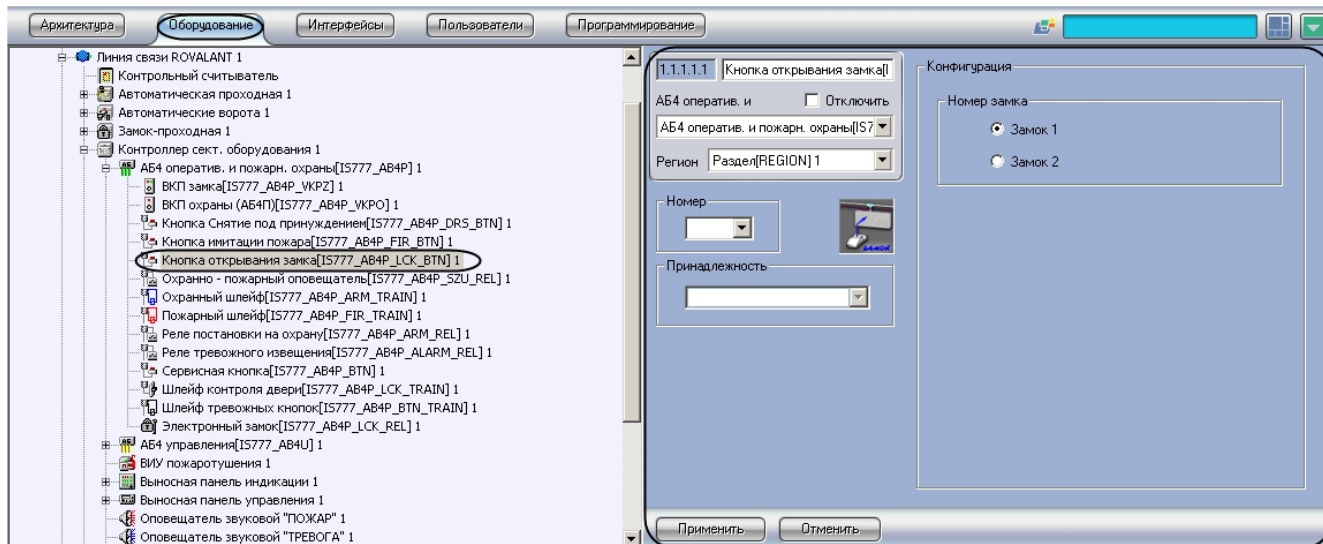 Архитектура
Оборудование
Интерфейсы
Пользователи
Программирование
Линия связи ROVALANT 1
Контрольный считыватель
Автоматическая проходная 1
Автоматические ворота 1
Замок-проходная 1
Контроллер сект. оборудования 1
АБ4 оператив. и пожарн. охраны[IS777_AB4P] 1
ВКП замка[IS777_AB4P_VKPZ] 1
ВКП охраны (АБ4П)[IS777_AB4P_VKPO] 1
Кнопка Снятие под принуждением[IS777_AB4P_DRS_BTN] 1
Кнопка имитации пожара[IS777_AB4P_FIR_BTN] 1
Кнопка открывания замка[IS777_AB4P_LCK_BTN] 1
Охранно - пожарный оповещатель[IS777_AB4P_SZU_REL] 1
Охранный шлейф[IS777_AB4P_ARM_TRAIN] 1
Пожарный шлейф[IS777_AB4P_FIR_TRAIN] 1
Реле постановки на охрану[IS777_AB4P_ARM_REL] 1
Реле тревожного извещения[IS777_AB4P_ALARM_REL] 1
Сервисная кнопка[IS777_AB4P_BTN] 1
Шлейф контроля двери[IS777_AB4P_LCK_TRAIN] 1
Шлейф тревожных кнопок[IS777_AB4P_BTN_TRAIN] 1
Электронный замок[IS777_AB4P_LCK_REL] 1
АБ4 управления[IS777_AB4U] 1
ВИУ пожаротушения 1
Выносная панель индикации 1
Выносная панель управления 1
Оповещатель звуковой "ПОЖАР" 1
Оповещатель звуковой "ТРЕВОГА" 1
1.1.1.1.1 Кнопка открывания замка[I
АБ4 оператив. и Отключить
АБ4 оператив. и пожарн. охраны[IS7
Регион Раздел[REGION] 1
Номер
ЗАМОК
Принадлежность
Конфигурация
Номер замка
Замок 1
Замок 2
Применить
Отменить